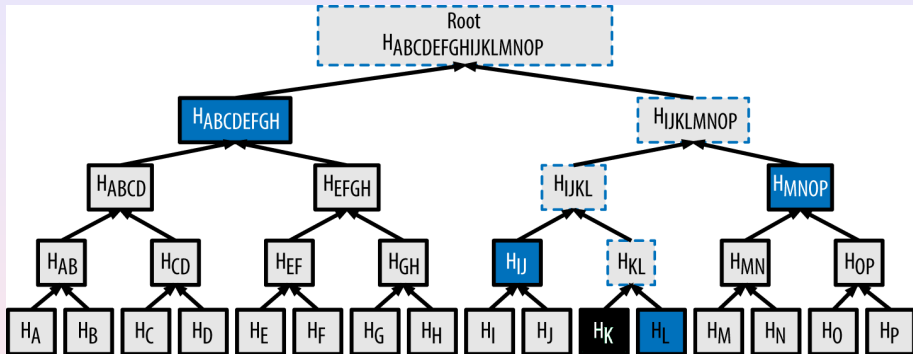 Root
HABCDEFGHIJKLMNOP
HABCDEFGH
HIJKLMNOP
HABCD
HEFGH
HIJKL
HMNOP
HAB
HCD
HEF
HGH
HIJ
HKL
HMN
HOP
HA
HB
HC
HD
HE
HF
HG
HH
HI
HJ
HK
HL
HM
HN
HO
HP